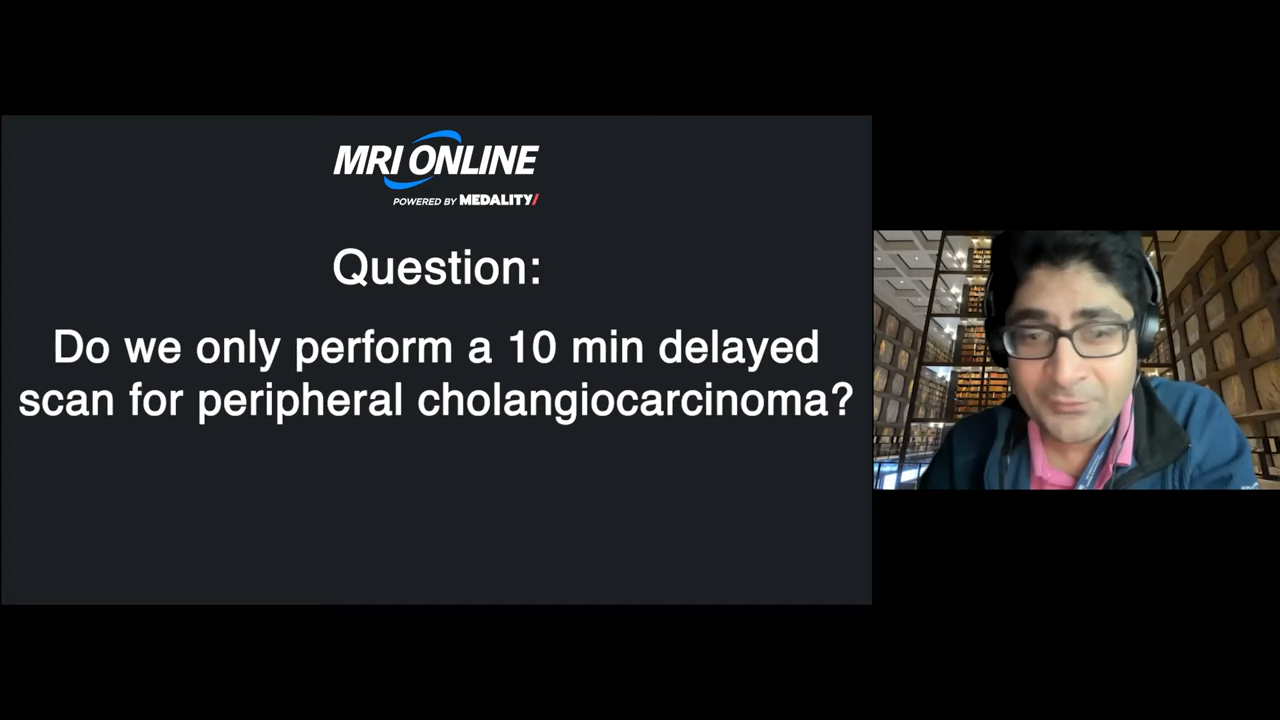 MRI ONLINE
POWERED BY MEDALITY/
Question:
Do we only perform a 10 min delayed
scan for peripheral cholangiocarcinoma?